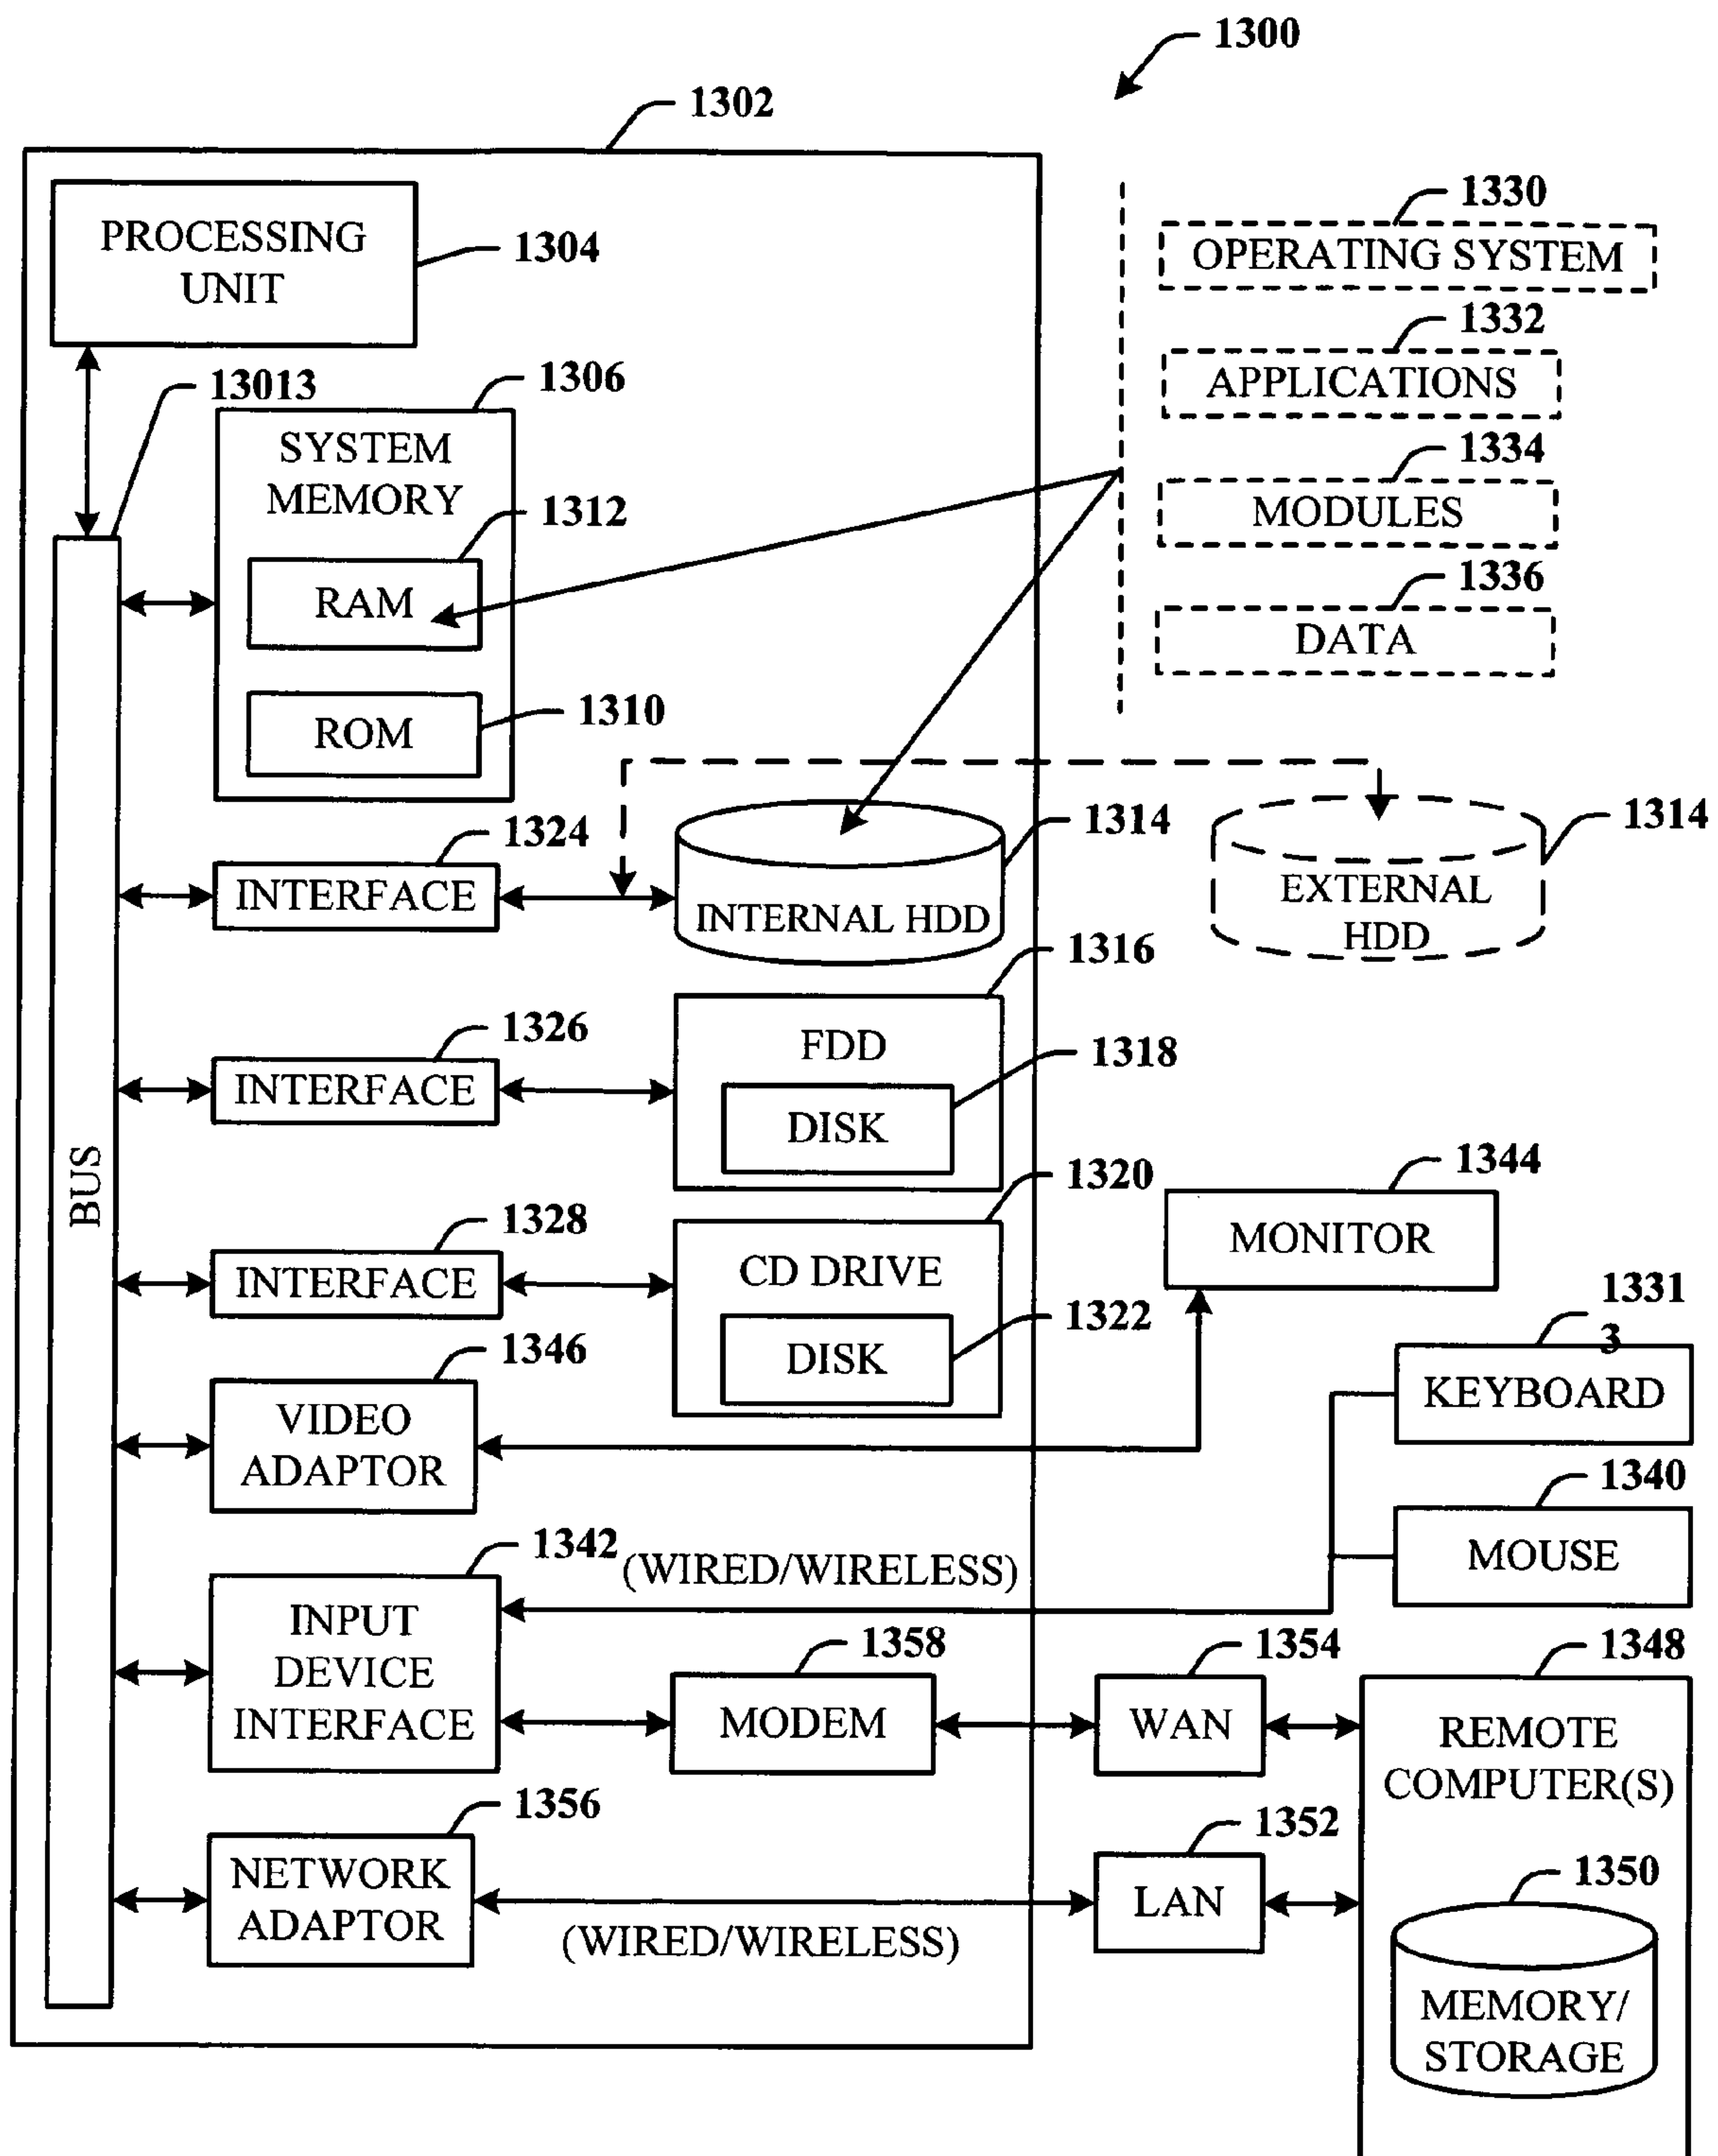 1300
1302
PROCESSING
UNIT
1304
1330
OPERATING SYSTEM
1332
APPLICATIONS
1334
MODULES
1336
DATA
13013
1306
SYSTEM
MEMORY
1312
RAM
1310
ROM
1324
INTERFACE
1314
INTERNAL HDD
1314
EXTERNAL
HDD
1316
FDD
1326
INTERFACE
1318
DISK
BUS
1320
CD DRIVE
1328
INTERFACE
1322
DISK
1344
MONITOR
1331
3
KEYBOARD
1346
VIDEO
ADAPTOR
1340
MOUSE
1342
(WIRED/WIRELESS)
INPUT
DEVICE
INTERFACE
1358
MODEM
1354
WAN
1348
REMOTE
COMPUTER(S)
1356
NETWORK
ADAPTOR
(WIRED/WIRELESS)
1352
LAN
1350
MEMORY/
STORAGE